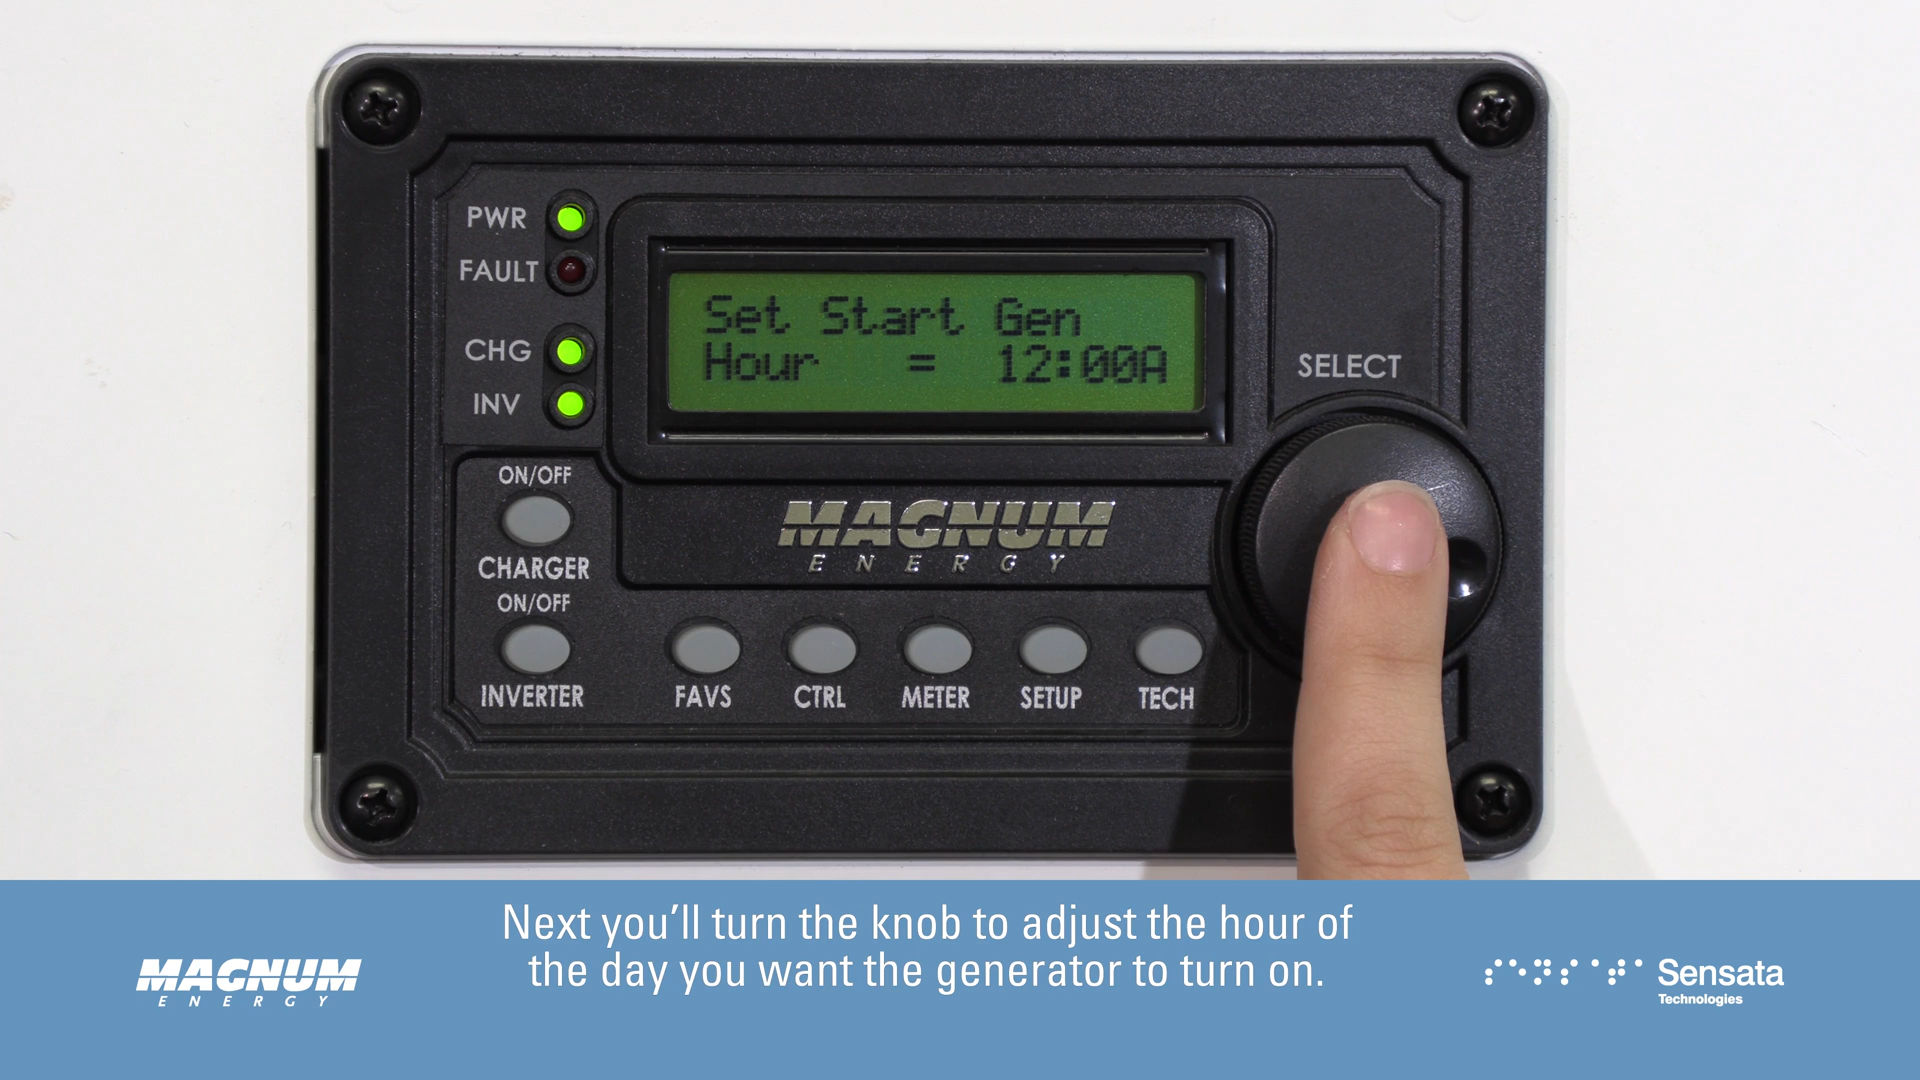 PWR
FAULT
CHG
INV
Set Start Gen
Hour = 12:00A
SELECT
ON/OFF
CHARGER
ON/OFF
INVERTER
MAGNUM
ENERGY
FAVS
CTRL
METER
SETUP
TECH
Next you’ll turn the knob to adjust the hour of
the day you want the generator to turn on.
MAGNUM
ENERGY
Sensata
Technologies